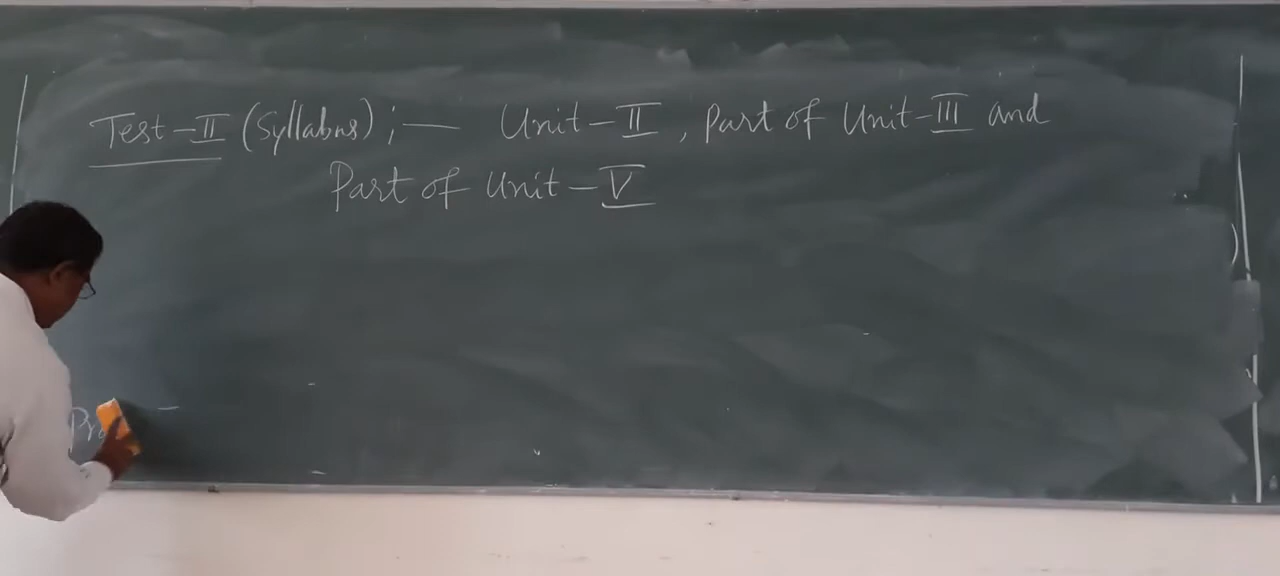 Test-II (Syllabus) ;— Unit-II, Part of Unit-III and
Part of Unit-V